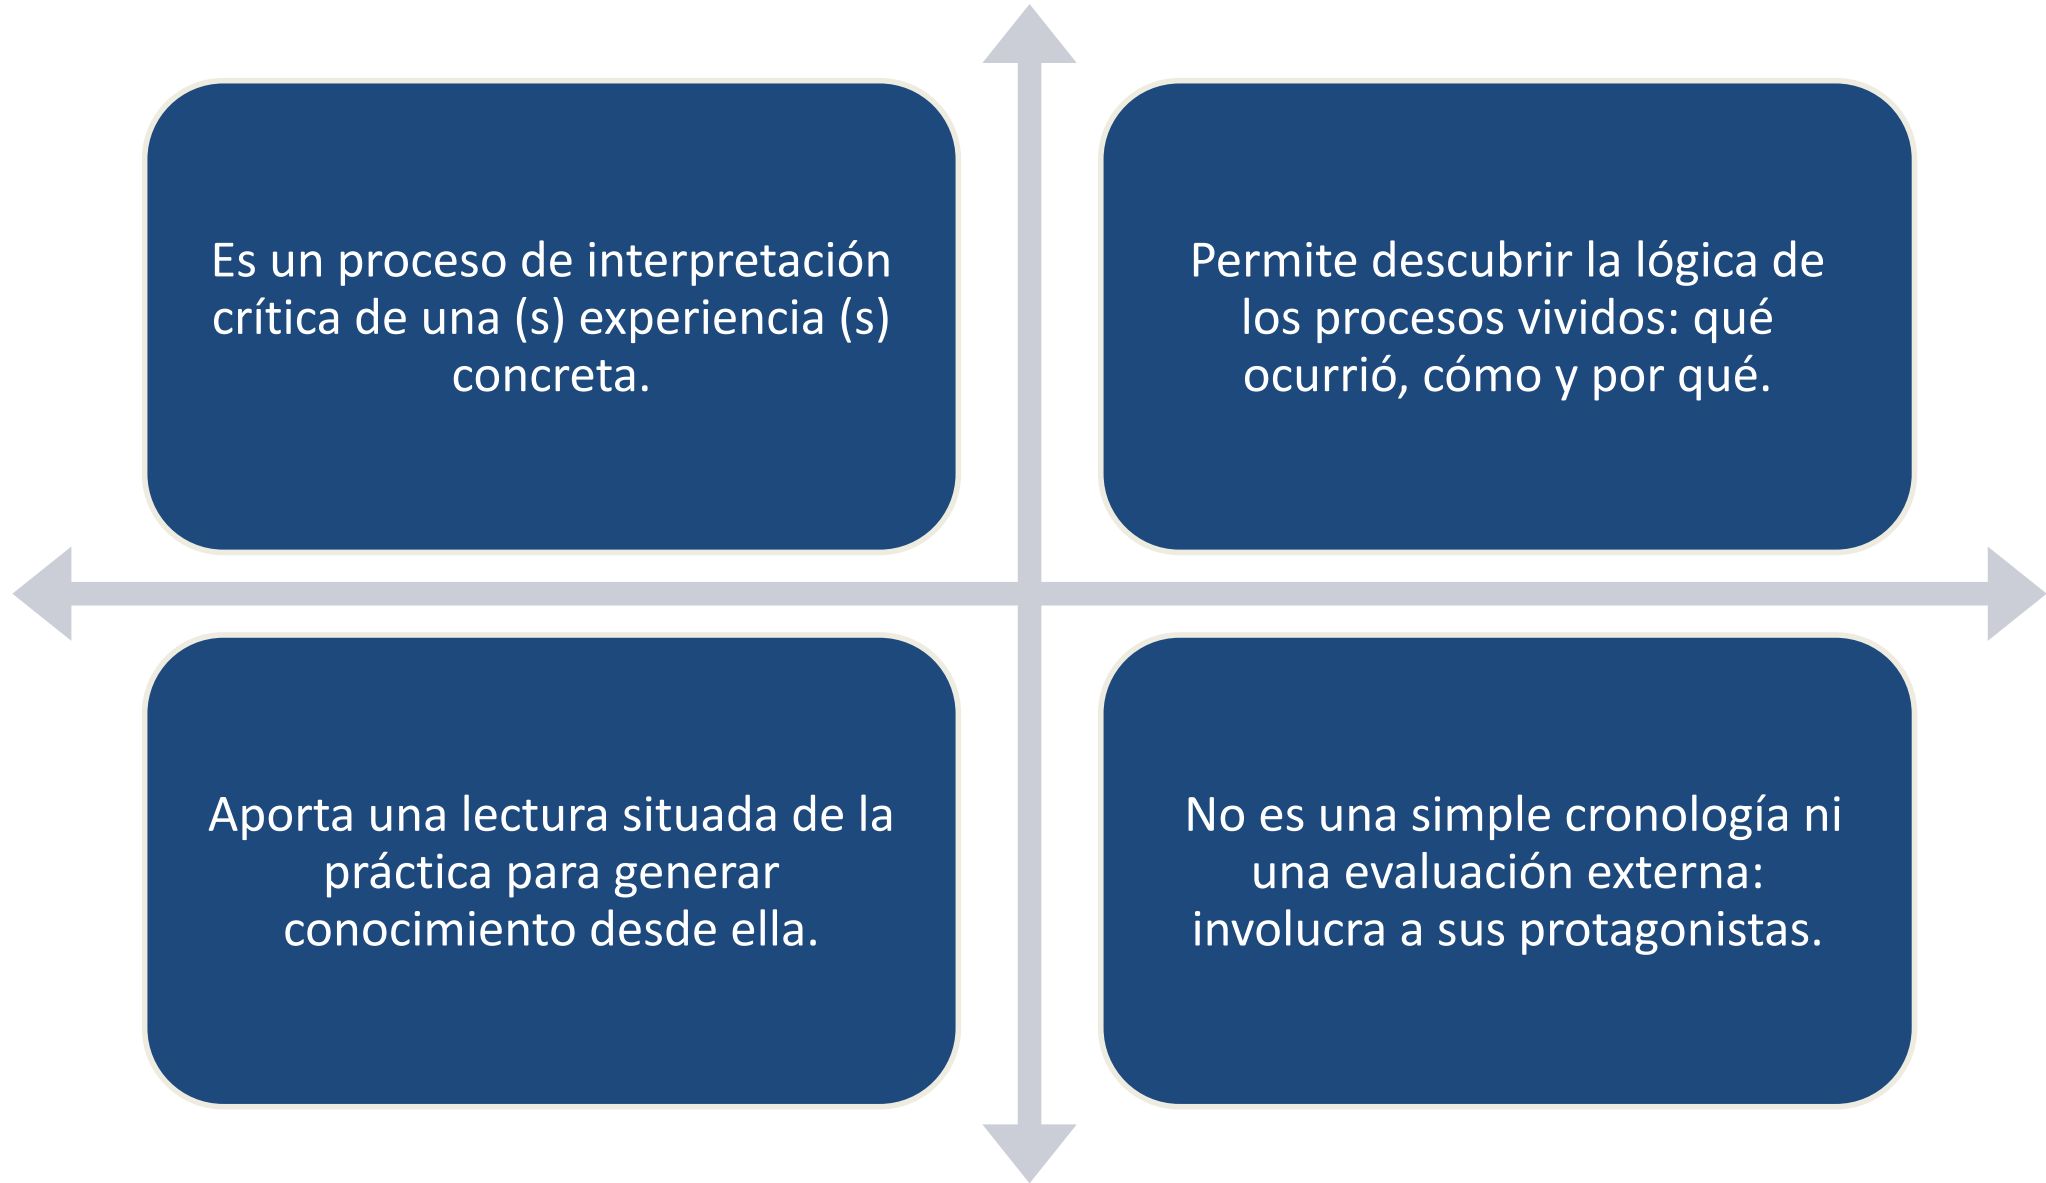 Es un proceso de interpretación
crítica de una (s) experiencia (s)
concreta.
Permite descubrir la lógica de
los procesos vividos: qué
ocurrió, cómo y por qué.
Aporta una lectura situada de la
práctica para generar
conocimiento desde ella.
No es una simple cronología ni
una evaluación externa:
involucra a sus protagonistas.